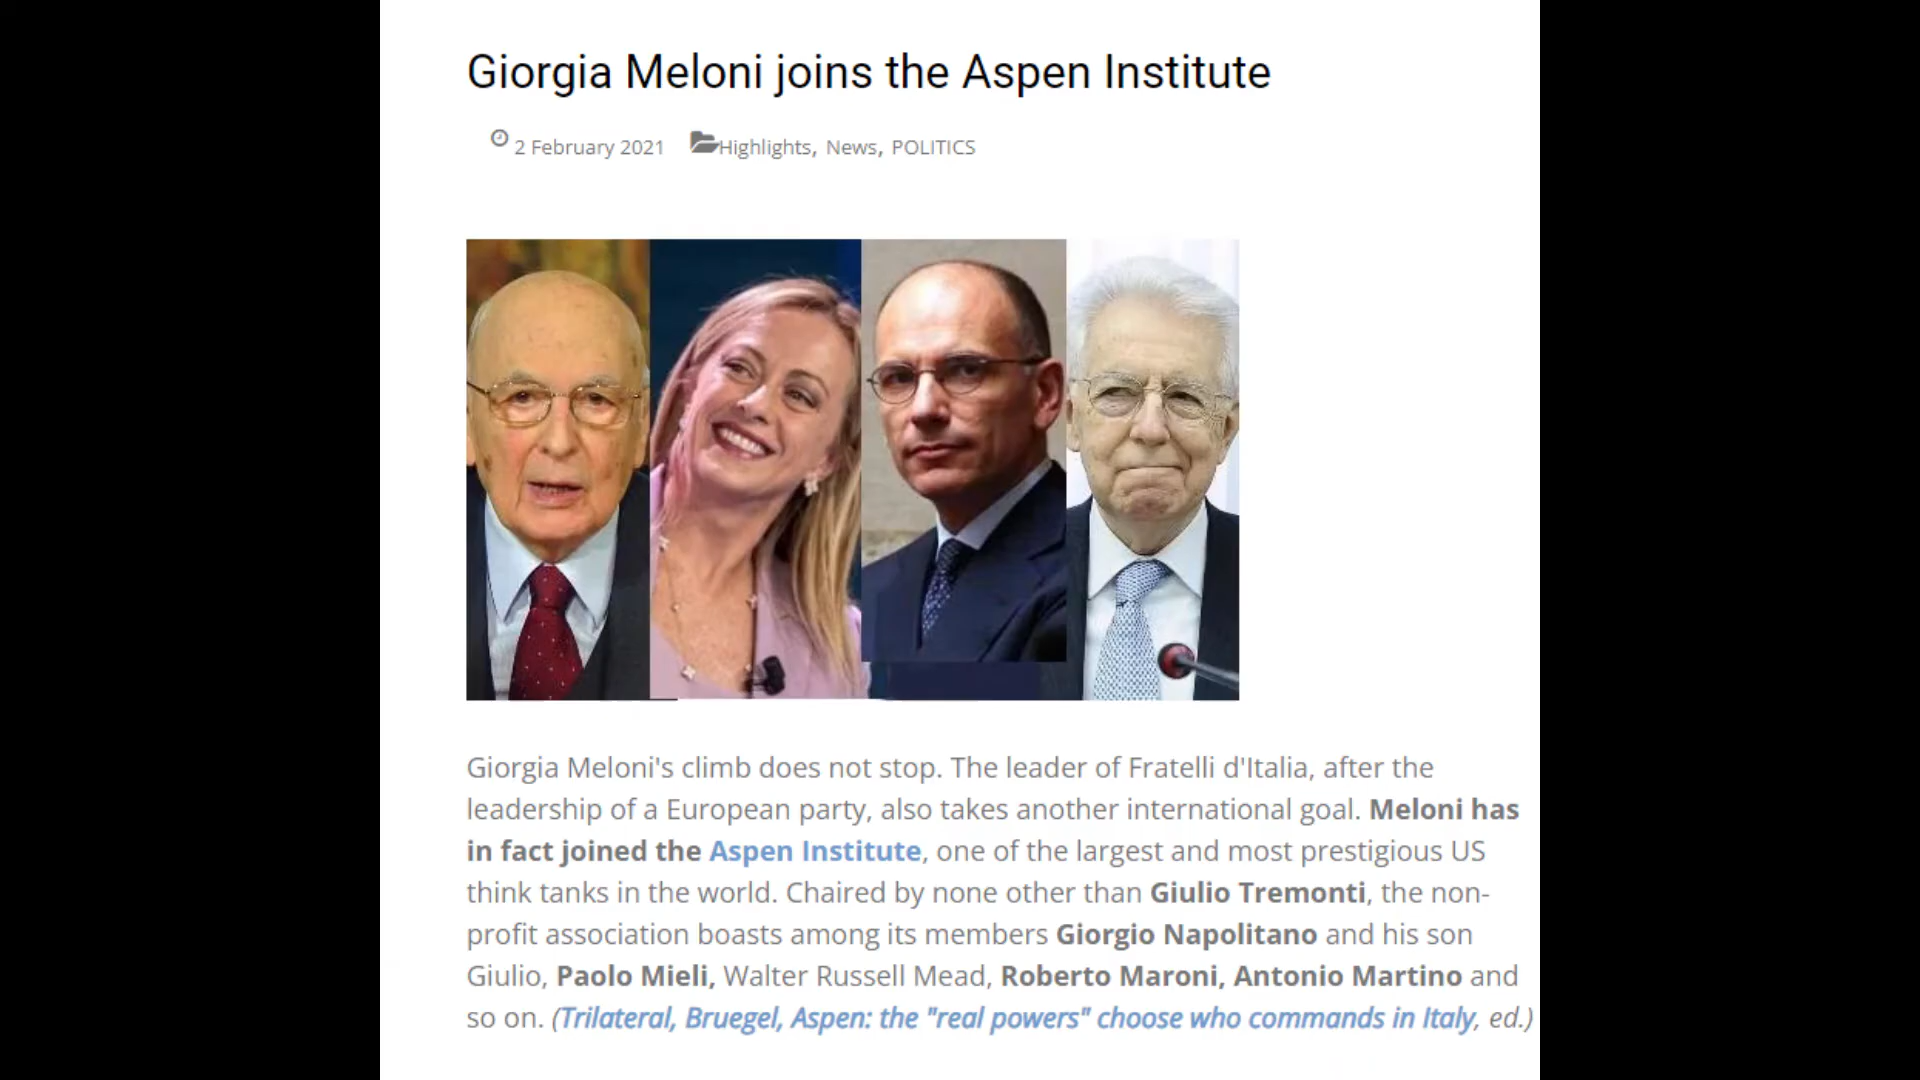 Giorgia Meloni joins the Aspen Institute
2 February 2021 Highlights, News, POLITICS
Giorgia Meloni's climb does not stop. The leader of Fratelli d'Italia, after the
leadership of a European party, also takes another international goal. Meloni has
in fact joined the Aspen Institute, one of the largest and most prestigious US
think tanks in the world. Chaired by none other than Giulio Tremonti, the non-
profit association boasts among its members Giorgio Napolitano and his son
Giulio, Paolo Mieli, Walter Russell Mead, Roberto Maroni, Antonio Martino and
so on. (Trilateral, Bruegel, Aspen: the "real powers" choose who commands in Italy, ed.)